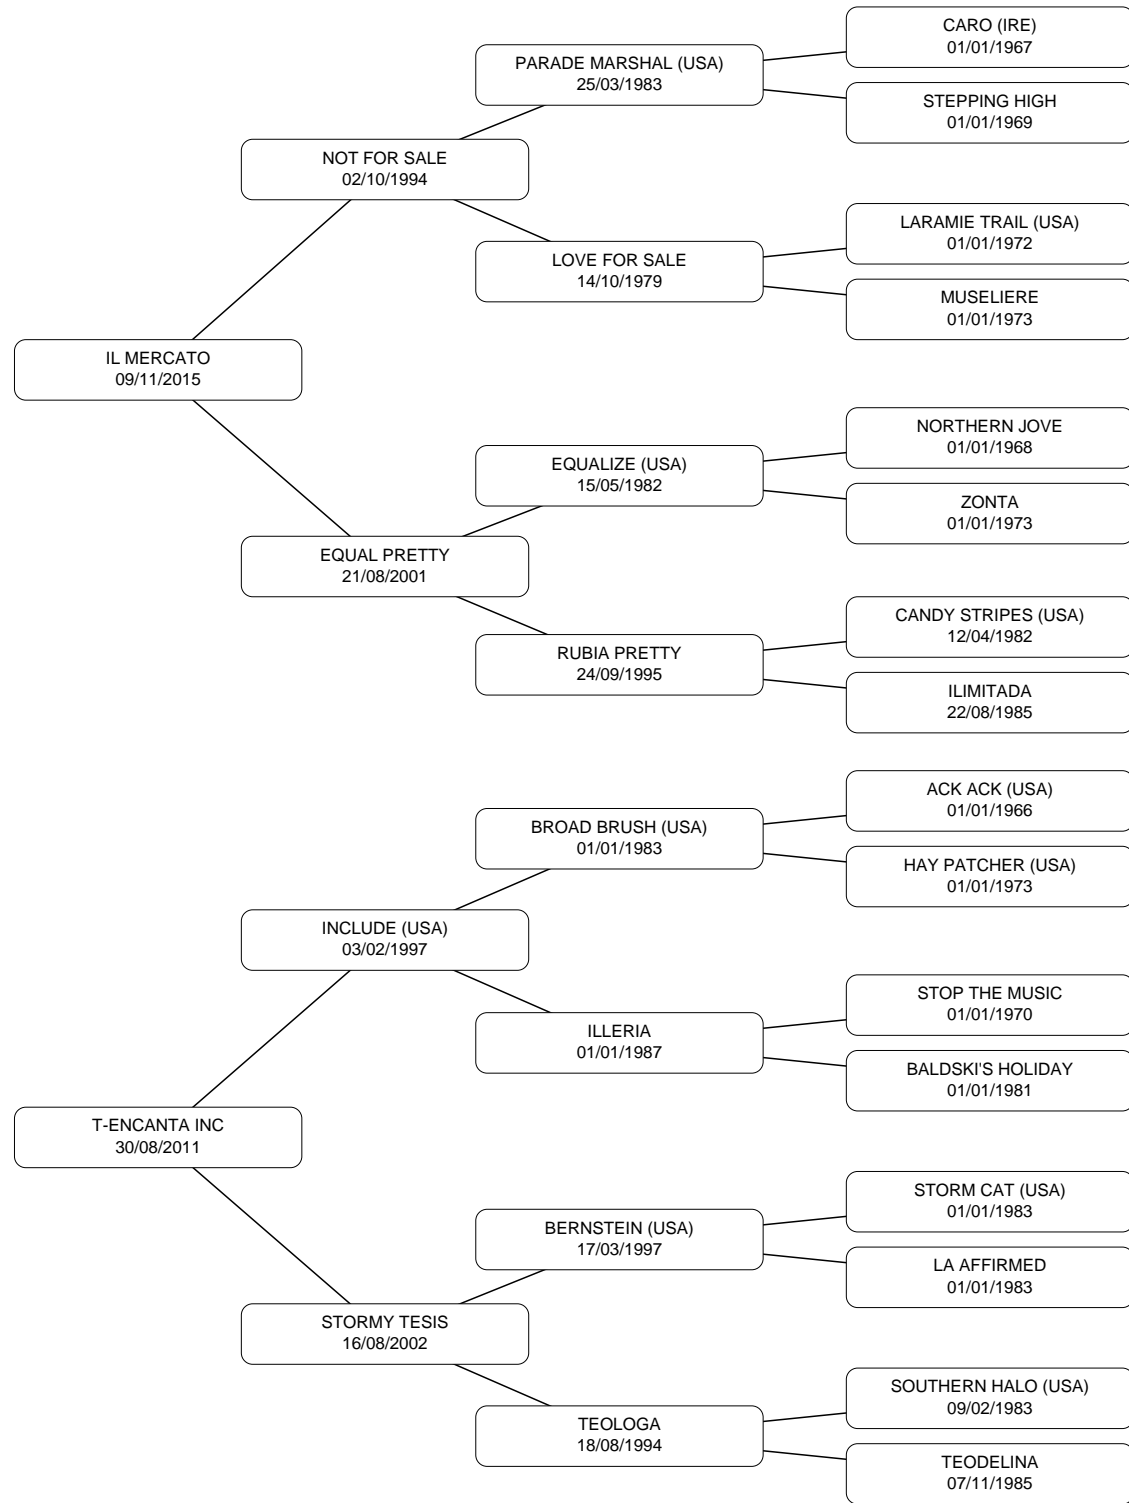 CARO (IRE)
01/01/1967
PARADE MARSHAL (USA)
25/03/1983
STEPPING HIGH
01/01/1969
NOT FOR SALE
02/10/1994
LARAMIE TRAIL (USA)
01/01/1972
LOVE FOR SALE
14/10/1979
MUSELIERE
01/01/1973
IL MERCATO
09/11/2015
NORTHERN JOVE
01/01/1968
EQUALIZE (USA)
15/05/1982
ZONTA
01/01/1973
EQUAL PRETTY
21/08/2001
CANDY STRIPES (USA)
12/04/1982
RUBIA PRETTY
24/09/1995
ILIMITADA
22/08/1985
ACK ACK (USA)
01/01/1966
BROAD BRUSH (USA)
01/01/1983
HAY PATCHER (USA)
01/01/1973
INCLUDE (USA)
03/02/1997
STOP THE MUSIC
01/01/1970
ILLERIA
01/01/1987
BALDSKI'S HOLIDAY
01/01/1981
T-ENCANTA INC
30/08/2011
STORM CAT (USA)
01/01/1983
BERNSTEIN (USA)
17/03/1997
LA AFFIRMED
01/01/1983
STORMY TESIS
16/08/2002
SOUTHERN HALO (USA)
09/02/1983
TEOLOGA
18/08/1994
TEODELINA
07/11/1985